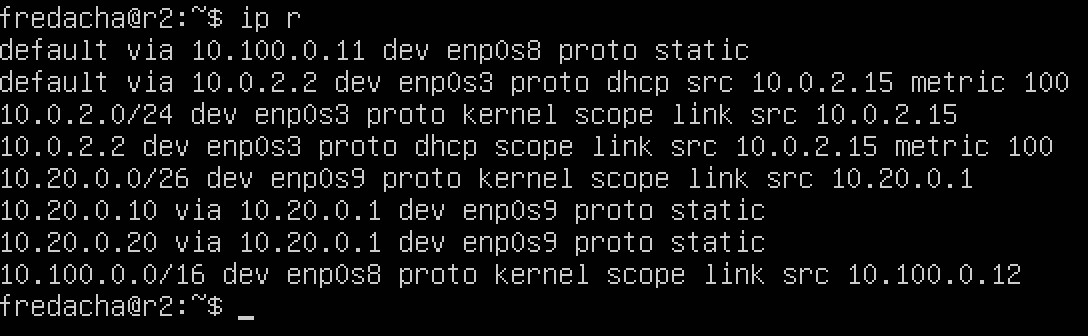 fredacha@r2:~$ ip r
default via 10.100.0.11 dev enp0s8 proto static
default via 10.0.2.2 dev enp0s3 proto dhcp src 10.0.2.15 metric 100
10.0.2.0/24 dev enp0s3 proto kernel scope link src 10.0.2.15
10.0.2.2 dev enp0s3 proto dhcp scope link src 10.0.2.15 metric 100
10.20.0.0/26 dev enp0s9 proto kernel scope link src 10.20.0.1
10.20.0.10 via 10.20.0.1 dev enp0s9 proto static
10.20.0.20 via 10.20.0.1 dev enp0s9 proto static
10.100.0.0/16 dev enp0s8 proto kernel scope link src 10.100.0.12
fredacha@r2:~$ _